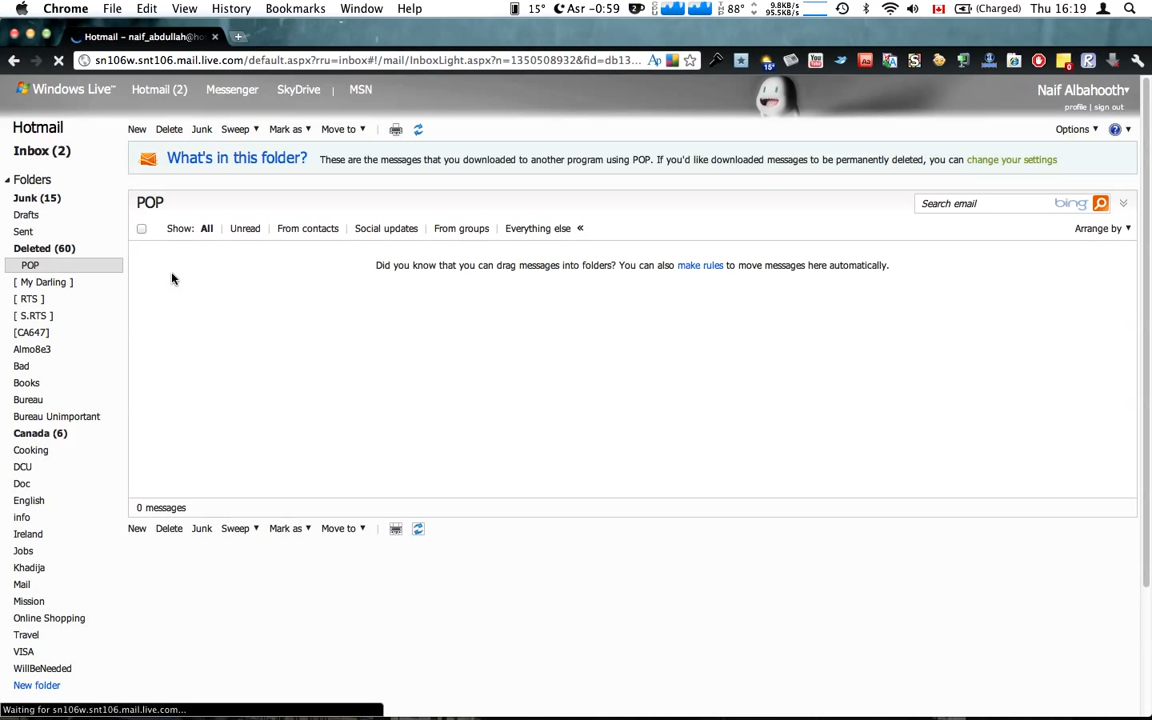 Chrome File Edit View History Bookmarks Window Help 15° Asr -0:59 2 88° 9.8KB/s 95.5KB/s (Charged) Thu 16:19
Hotmail – naif_abdullah@ho
sn106w.snt106.mail.live.com/default.aspx?rru=inbox#!/mail/InboxLight.aspx?n=1350508932&fid=db13...
Windows Live™ Hotmail (2) Messenger SkyDrive MSN Naif Albahooth
profile | sign out
Hotmail
New Delete Junk Sweep Mark as Move to Options
Inbox (2)
What's in this folder? These are the messages that you downloaded to another program using POP. If you'd like downloaded messages to be permanently deleted, you can change your settings
Folders
Junk (15)
Drafts
Sent
Deleted (60)
POP
[ My Darling ]
[ RTS ]
[ S.RTS ]
[CA647]
Almo8e3
Bad
Books
Bureau
Bureau Unimportant
Canada (6)
Cooking
DCU
Doc
English
info
Ireland
Jobs
Khadija
Mail
Mission
Online Shopping
Travel
VISA
WillBeNeeded
New folder
POP
Search email bing
Show: All Unread From contacts Social updates From groups Everything else « Arrange by
Did you know that you can drag messages into folders? You can also make rules to move messages here automatically.
0 messages
New Delete Junk Sweep Mark as Move to
Waiting for sn106w.snt106.mail.live.com...